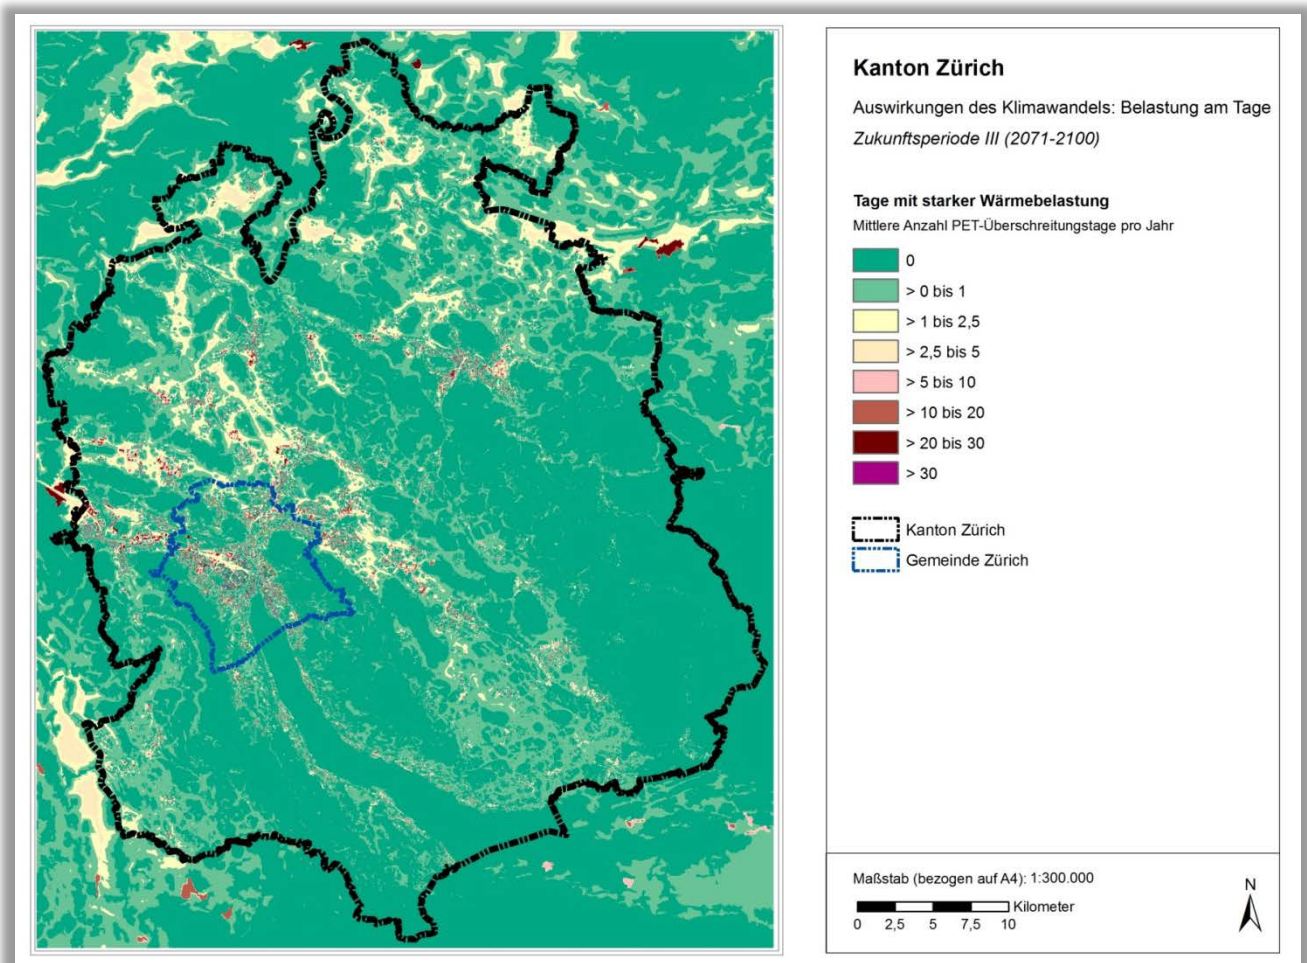 Kanton Zürich
Auswirkungen des Klimawandels: Belastung am Tage
Zukunftsperiode III (2071-2100)
Tage mit starker Wärmebelastung
Mittlere Anzahl PET-Überschreitungstage pro Jahr
0
> 0 bis 1
> 1 bis 2,5
> 2,5 bis 5
> 5 bis 10
> 10 bis 20
> 20 bis 30
> 30
Kanton Zürich
Gemeinde Zürich
Maßstab (bezogen auf A4): 1:300.000
N
Kilometer
0 2,5 5 7,5 10